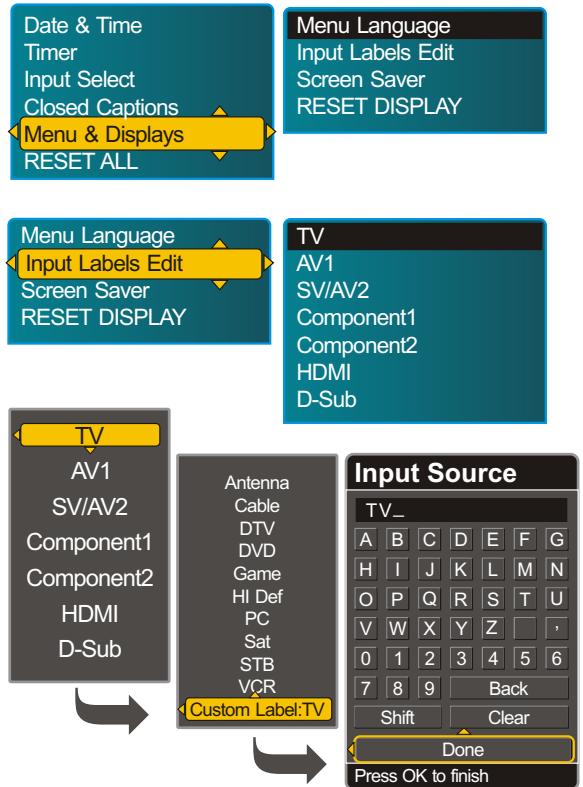 Date & Time
Timer
Input Select
Closed Captions
Menu & Displays
RESET ALL
Menu Language
Input Labels Edit
Screen Saver
RESET DISPLAY
Menu Language
Input Labels Edit
Screen Saver
RESET DISPLAY
TV
AV1
SV/AV2
Component1
Component2
HDMI
D-Sub
TV
AV1
SV/AV2
Component1
Component2
HDMI
D-Sub
Antenna
Cable
DTV
DVD
Game
HI Def
PC
Sat
STB
VCR
Custom Label:TV
Input Source
TV_
A B C D E F G
H I J K L M N
O P Q R S T U
V W X Y Z ,
0 1 2 3 4 5 6
7 8 9 Back
Shift Clear
Done
Press OK to finish